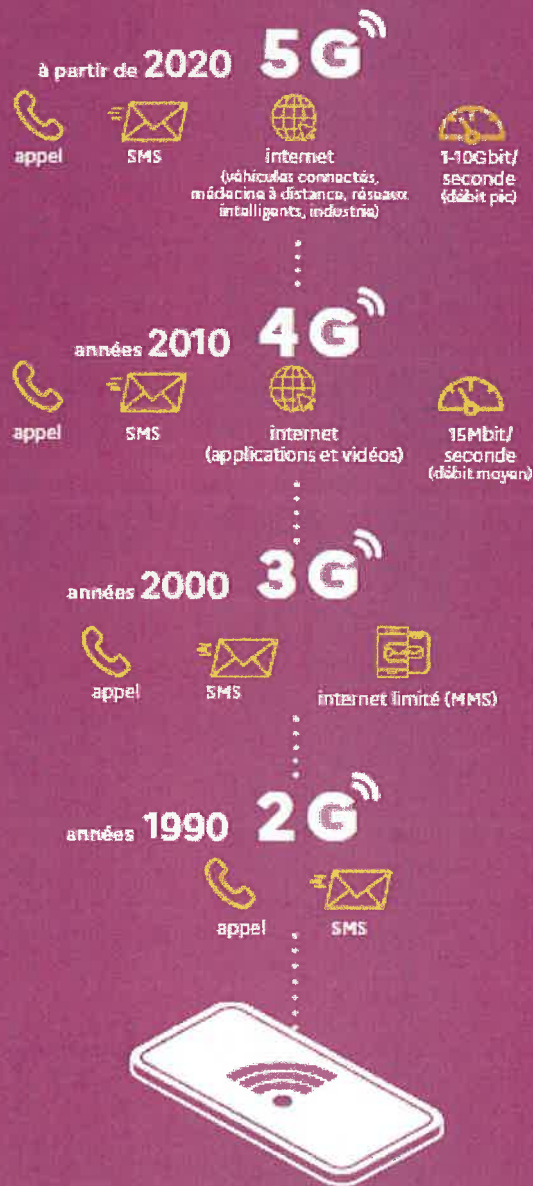 à partir de 2020 5G
appel
SMS
internet
(véhicules connectés,
médecine à distance, réseaux
intelligents, industrie)
1-10Gbit/
seconde
(débit pic)
années 2010 4G
appel
SMS
internet
(applications et vidéos)
15Mbit/
seconde
(débit moyen)
années 2000 3G
appel
SMS
internet limité (MMS)
années 1990 2G
appel
SMS